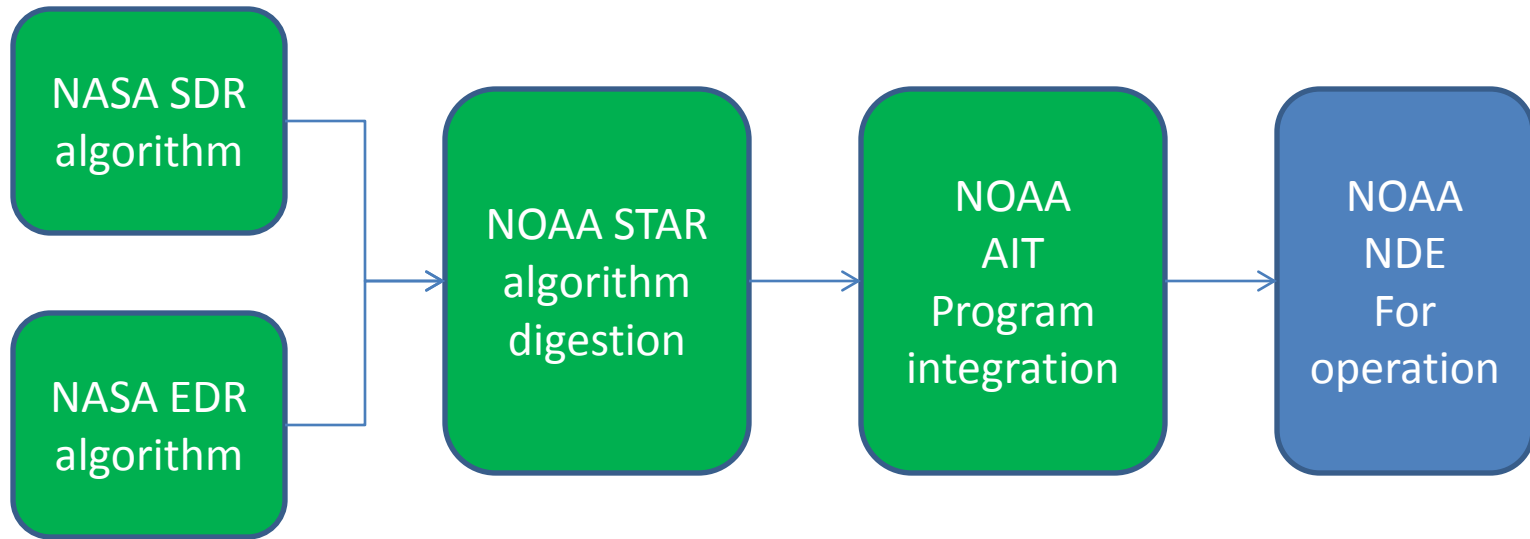 NASA SDR
algorithm
NASA EDR
algorithm
NOAA STAR
algorithm
digestion
NOAA
AIT
Program
integration
NOAA
NDE
For
operation